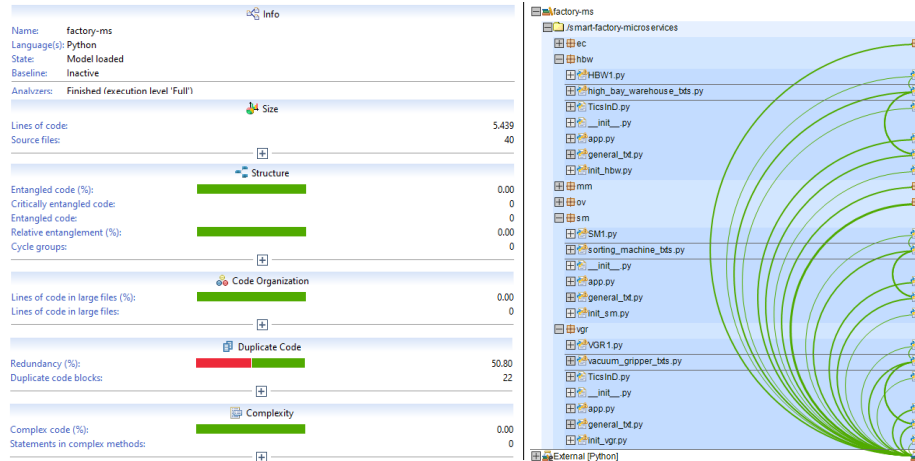 Info
Name: factory-ms
Language(s): Python
State: Model loaded
Baseline: Inactive
Analyzers: Finished (execution level 'Full')
Size
Lines of code: 5.439
Source files: 40
Structure
Entangled code (%): 0.00
Critically entangled code: 0
Entangled code: 0
Relative entanglement (%): 0.00
Cycle groups: 0
Code Organization
Lines of code in large files (%): 0.00
Lines of code in large files: 0
Duplicate Code
Redundancy (%): 50.80
Duplicate code blocks: 22
Complexity
Complex code (%): 0.00
Statements in complex methods: 0
factory-ms
./smart-factory-microservices
ec
hbw
HBW1.py
high_bay_warehouse_txts.py
TicsInD.py
__init__.py
app.py
general_txt.py
init_hbw.py
mm
ov
sm
SM1.py
sorting_machine_txts.py
__init__.py
app.py
general_txt.py
init_sm.py
vgr
VGR1.py
vacuum_gripper_txts.py
TicsInD.py
__init__.py
app.py
general_txt.py
init_vgr.py
External [Python]